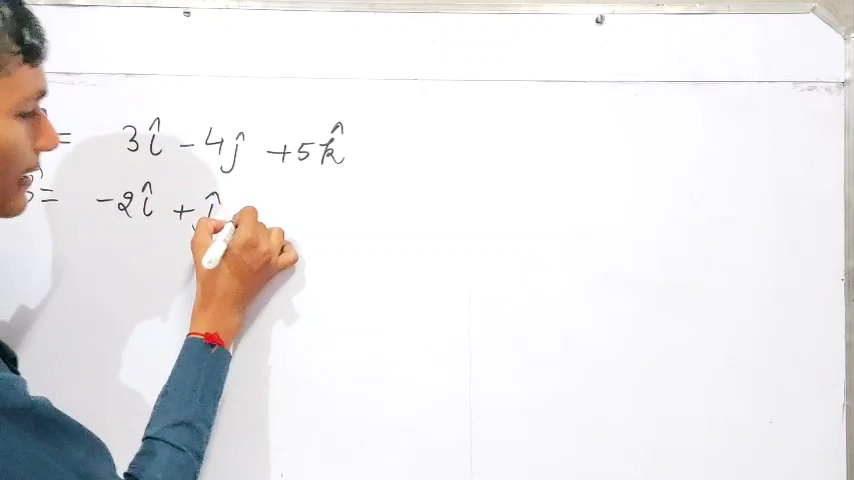 = 3î - 4ĵ + 5k̂
= -2î + ĵ